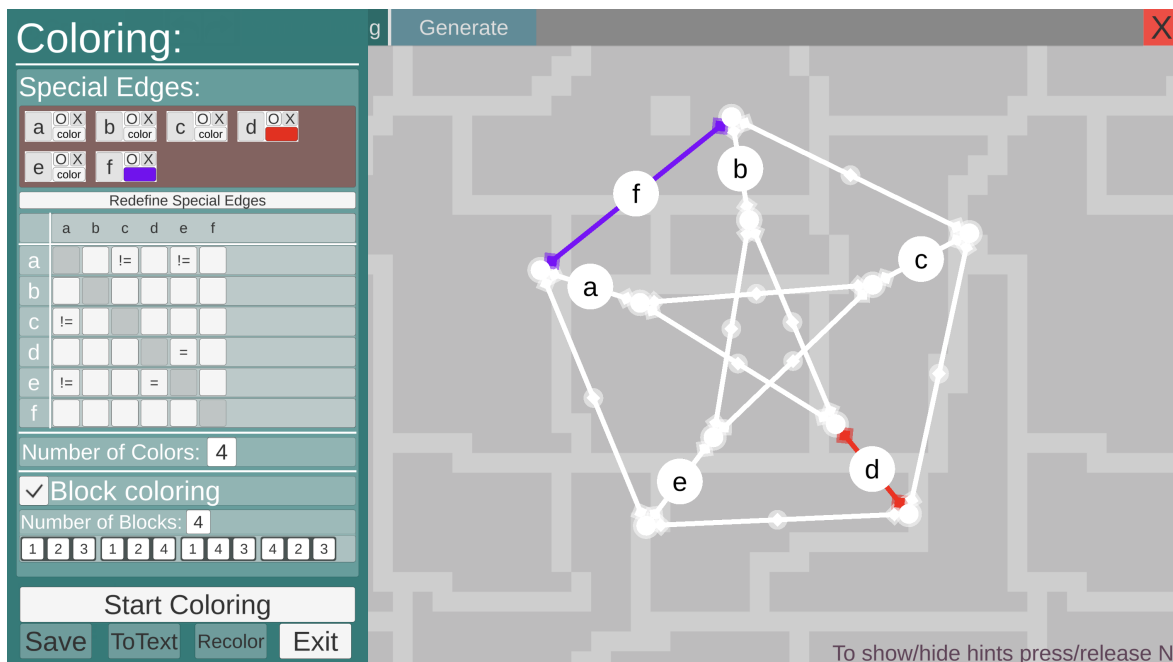 Coloring:
g Generate X
Special Edges:
a O X color b O X color c O X color d O X
e O X color f O X
Redefine Special Edges
a b c d e f
a != !=
b
c !=
d =
e != =
f
Number of Colors: 4
Block coloring
Number of Blocks: 4
1 2 3 1 2 4 1 4 3 4 2 3
Start Coloring
Save ToText Recolor Exit
b
f
c
a
d
e
To show/hide hints press/release N